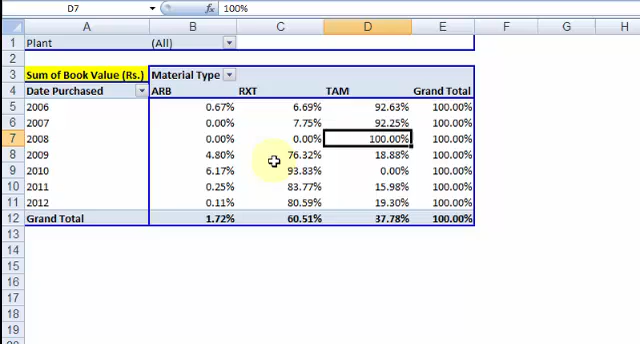 D7 fx 100%
A B C D E F G H
1 Plant (All)
2
3 Sum of Book Value (Rs.) Material Type
4 Date Purchased ARB RXT TAM Grand Total
5 2006 0.67% 6.69% 92.63% 100.00%
6 2007 0.00% 7.75% 92.25% 100.00%
7 2008 0.00% 0.00% 100.00% 100.00%
8 2009 4.80% 76.32% 18.88% 100.00%
9 2010 6.17% 93.83% 0.00% 100.00%
10 2011 0.25% 83.77% 15.98% 100.00%
11 2012 0.11% 80.59% 19.30% 100.00%
12 Grand Total 1.72% 60.51% 37.78% 100.00%
13
14
15
16
17
18
19